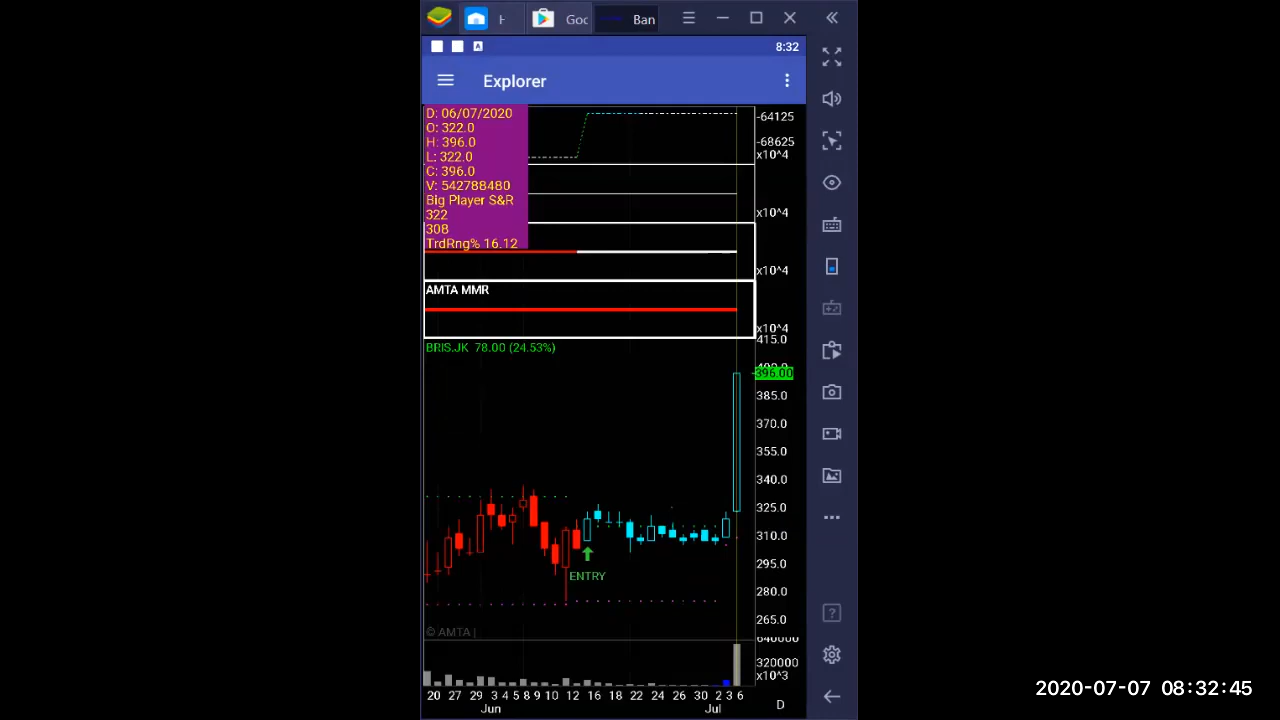 Goc
Ban
8:32
Explorer
D: 06/07/2020
O: 322.0
H: 396.0
L: 322.0
C: 396.0
V: 542788480
Big Player S&R
322
308
TrdRng% 16.12
-64125
-68625
x10^4
x10^4
x10^4
AMTA MMR
x10^4
415.0
BRIS.JK 78.00 (24.53%)
396.00
385.0
370.0
355.0
340.0
325.0
310.0
295.0
ENTRY
280.0
265.0
© AMTA |
640000
320000
x10^3
20 27 29 3 4 5 8 9 10 12 16 18 22 24 26 30 2 3 6
Jun Jul D
2020-07-07 08:32:45